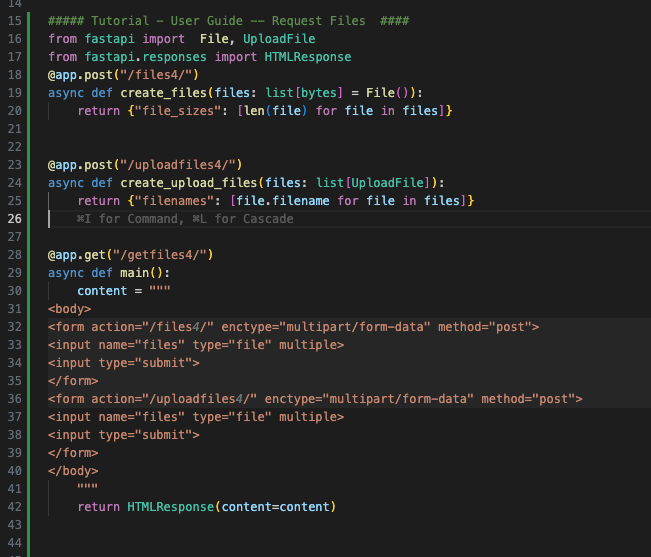 14
15 ##### Tutorial - User Guide -- Request Files  ####
16 from fastapi import  File, UploadFile
17 from fastapi.responses import HTMLResponse
18 @app.post("/files4/")
19 async def create_files(files: list[bytes] = File()):
20     return {"file_sizes": [len(file) for file in files]}
21
22
23 @app.post("/uploadfiles4/")
24 async def create_upload_files(files: list[UploadFile]):
25     return {"filenames": [file.filename for file in files]}
26     ⌘I for Command, ⌘L for Cascade
27
28 @app.get("/getfiles4/")
29 async def main():
30     content = """
31 <body>
32 <form action="/files4/" enctype="multipart/form-data" method="post">
33 <input name="files" type="file" multiple>
34 <input type="submit">
35 </form>
36 <form action="/uploadfiles4/" enctype="multipart/form-data" method="post">
37 <input name="files" type="file" multiple>
38 <input type="submit">
39 </form>
40 </body>
41     """
42     return HTMLResponse(content=content)
43
44